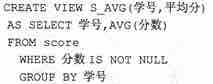 CREATE VIEW S_AVG(学号,平均分)
AS SELECT 学号,AVG(分数)
FROM score
WHERE 分数 IS NOT NULL
GROUP BY 学号